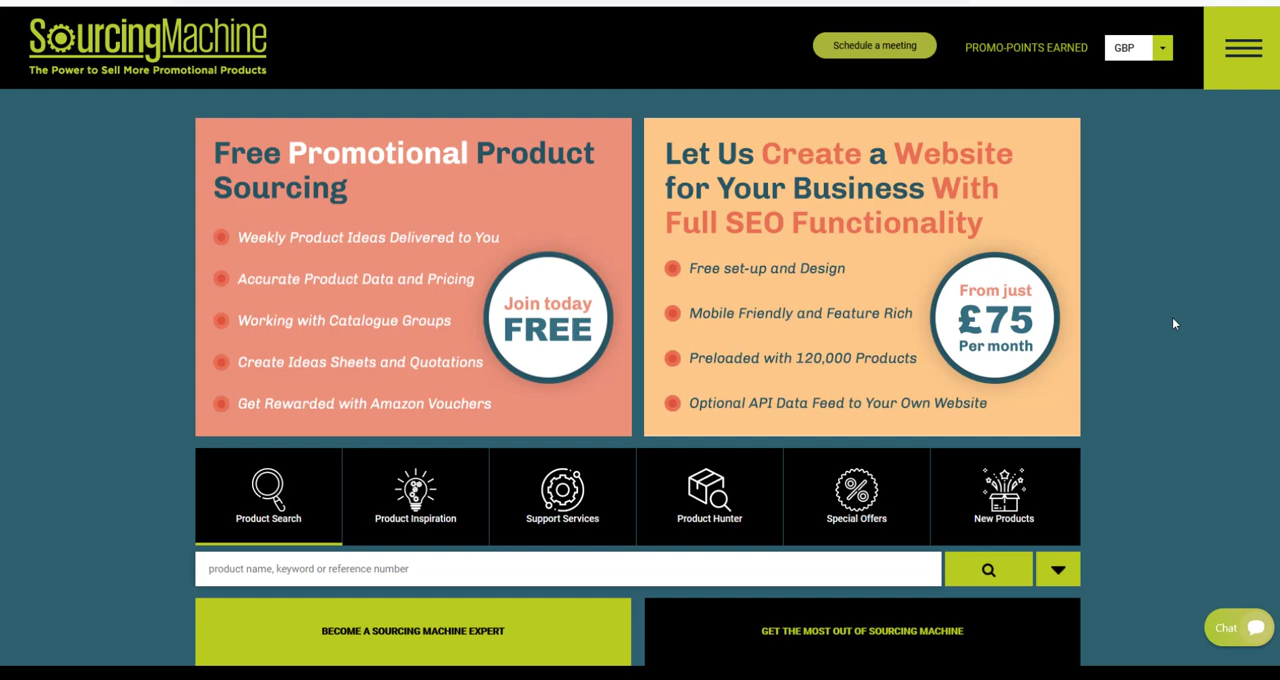 SourcingMachine
The Power to Sell More Promotional Products
Schedule a meeting
PROMO-POINTS EARNED
GBP
Free Promotional Product
Sourcing
Weekly Product Ideas Delivered to You
Accurate Product Data and Pricing
Working with Catalogue Groups
Create Ideas Sheets and Quotations
Get Rewarded with Amazon Vouchers
Join today
FREE
Let Us Create a Website
for Your Business With
Full SEO Functionality
Free set-up and Design
Mobile Friendly and Feature Rich
Preloaded with 120,000 Products
Optional API Data Feed to Your Own Website
From just
£75
Per month
Product Search
Product Inspiration
Support Services
Product Hunter
Special Offers
New Products
product name, keyword or reference number
BECOME A SOURCING MACHINE EXPERT
GET THE MOST OUT OF SOURCING MACHINE
Chat